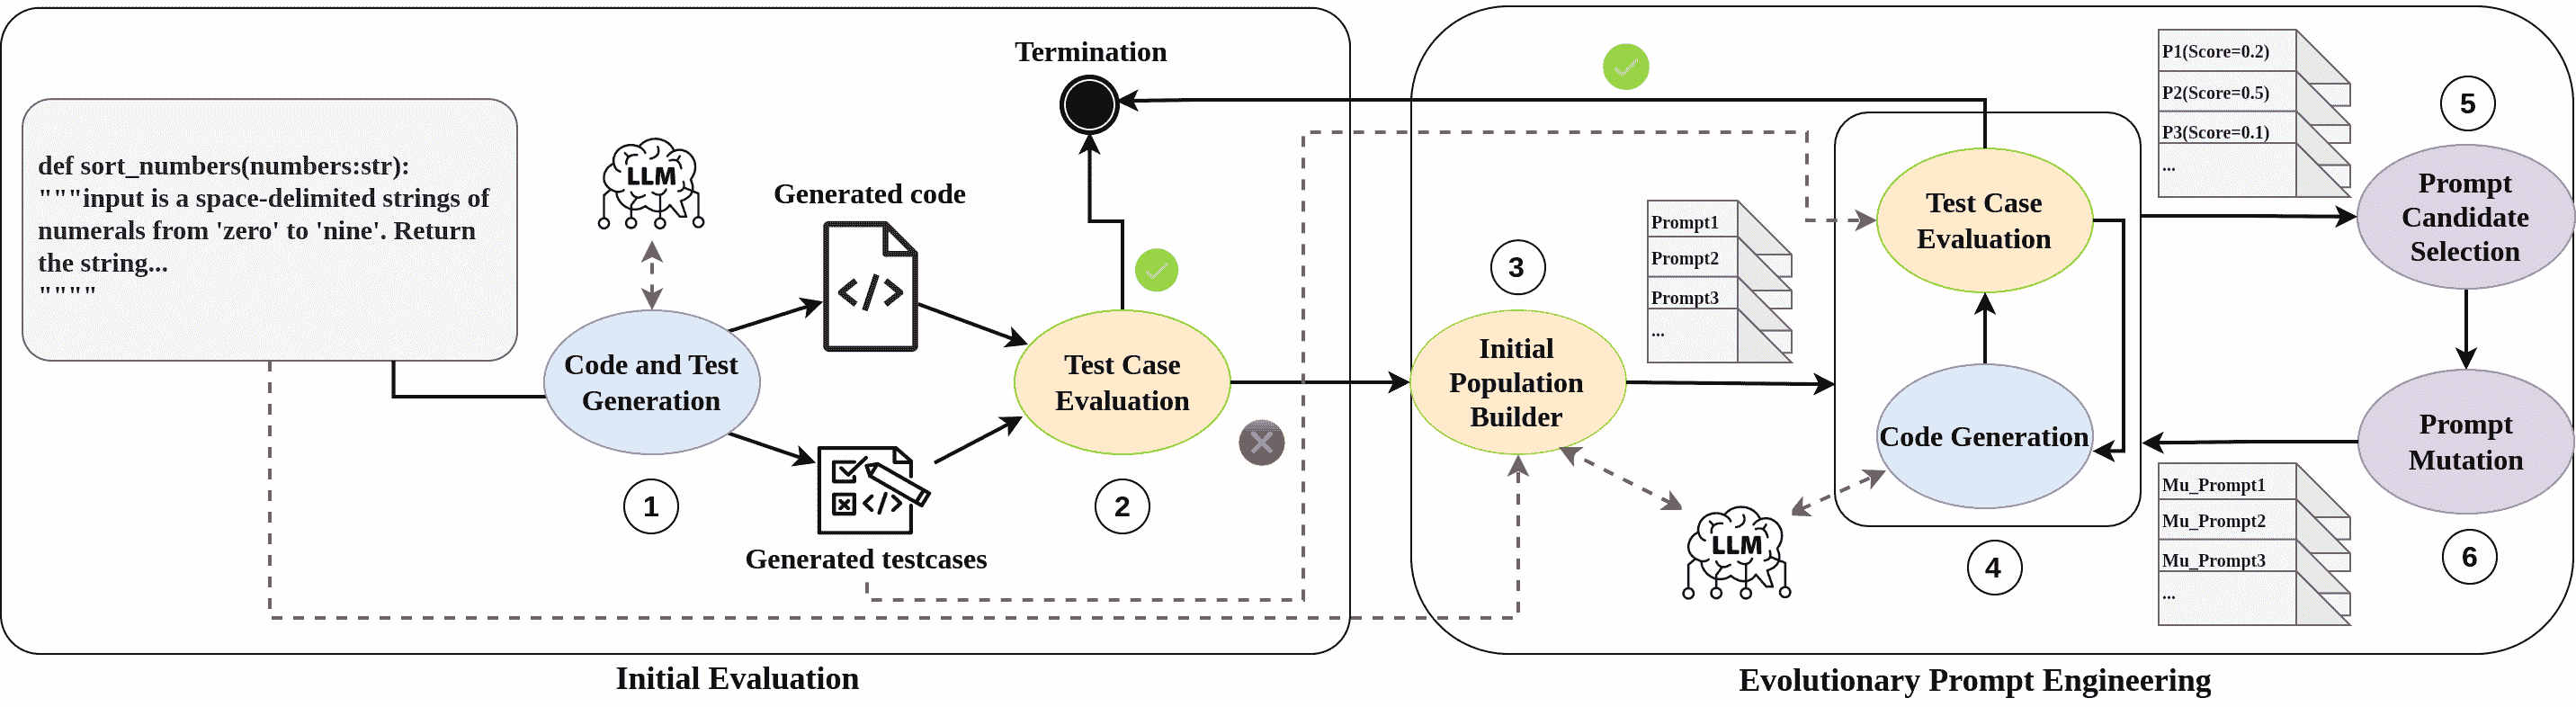 def sort_numbers(numbers:str):
"""input is a space-delimited strings of
numerals from 'zero' to 'nine'. Return
the string...
""""
LLM
Code and Test
Generation
1
Generated code
</>
Generated testcases
</>
Termination
Test Case
Evaluation
2
Initial Evaluation
3
Initial
Population
Builder
Prompt1
Prompt2
Prompt3
...
LLM
Test Case
Evaluation
Code Generation
4
P1(Score=0.2)
P2(Score=0.5)
P3(Score=0.1)
...
5
Prompt
Candidate
Selection
Prompt
Mutation
6
Mu_Prompt1
Mu_Prompt2
Mu_Prompt3
...
Evolutionary Prompt Engineering